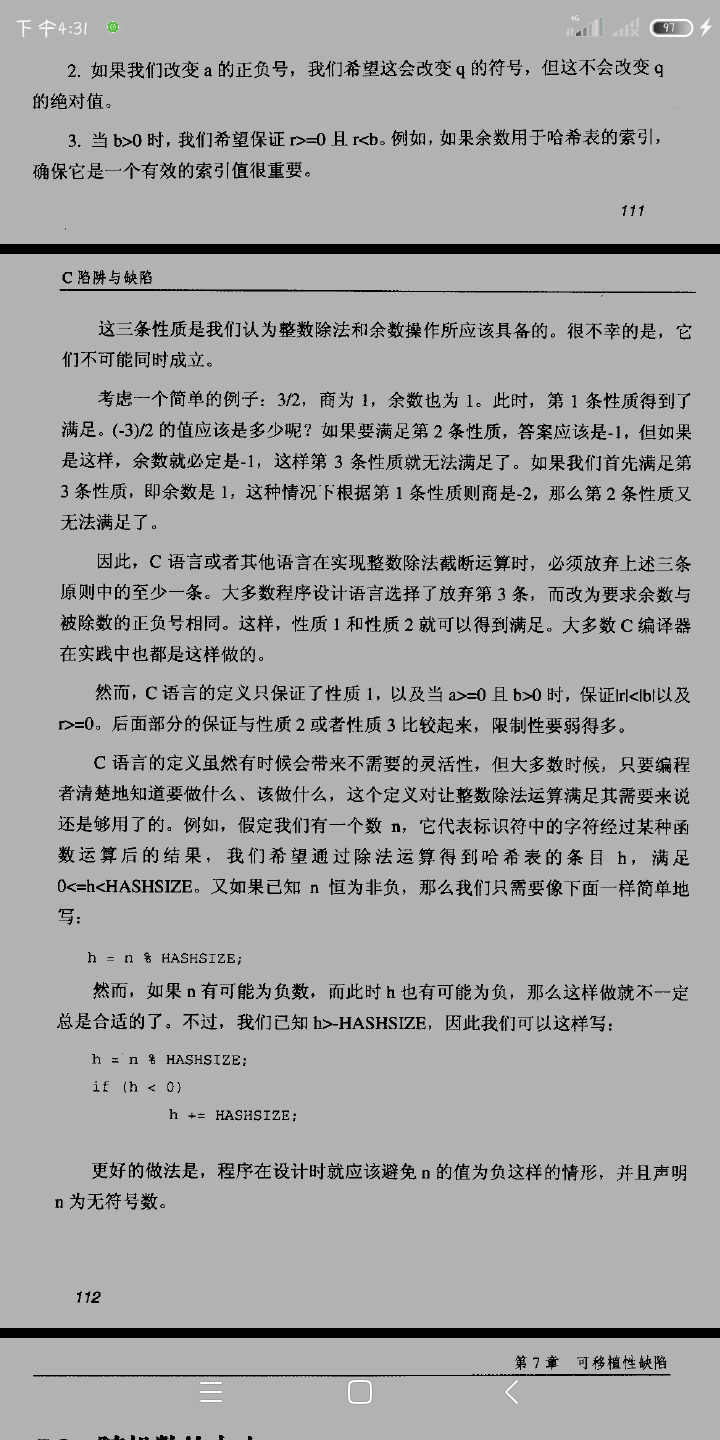 下午4:31
4G
97
2. 如果我们改变 a 的正负号，我们希望这会改变 q 的符号，但这不会改变 q
的绝对值。
3. 当 b>0 时，我们希望保证 r>=0 且 r<b。例如，如果余数用于哈希表的索引，
确保它是一个有效的索引值很重要。
111
C 陷阱与缺陷
这三条性质是我们认为整数除法和余数操作所应该具备的。很不幸的是，它
们不可能同时成立。
考虑一个简单的例子：3/2，商为 1，余数也为 1。此时，第 1 条性质得到了
满足。(-3)/2 的值应该是多少呢？如果要满足第 2 条性质，答案应该是-1，但如果
是这样，余数就必定是-1，这样第 3 条性质就无法满足了。如果我们首先满足第
3 条性质，即余数是 1，这种情况下根据第 1 条性质则商是-2，那么第 2 条性质又
无法满足了。
因此，C 语言或者其他语言在实现整数除法截断运算时，必须放弃上述三条
原则中的至少一条。大多数程序设计语言选择了放弃第 3 条，而改为要求余数与
被除数的正负号相同。这样，性质 1 和性质 2 就可以得到满足。大多数 C 编译器
在实践中也都是这样做的。
然而，C 语言的定义只保证了性质 1，以及当 a>=0 且 b>0 时，保证|r|<|b|以及
r>=0。后面部分的保证与性质 2 或者性质 3 比较起来，限制性要弱得多。
C 语言的定义虽然有时候会带来不需要的灵活性，但大多数时候，只要编程
者清楚地知道要做什么、该做什么，这个定义对让整数除法运算满足其需要来说
还是够用了的。例如，假定我们有一个数 n，它代表标识符中的字符经过某种函
数运算后的结果，我们希望通过除法运算得到哈希表的条目 h，满足
0<=h<HASHSIZE。又如果已知 n 恒为非负，那么我们只需要像下面一样简单地
写：
h = n % HASHSIZE;
然而，如果 n 有可能为负数，而此时 h 也有可能为负，那么这样做就不一定
总是合适的了。不过，我们已知 h>-HASHSIZE，因此我们可以这样写：
h = n % HASHSIZE;
if (h < 0)
h += HASHSIZE;
更好的做法是，程序在设计时就应该避免 n 的值为负这样的情形，并且声明
n 为无符号数。
112
第 7 章 可移植性缺陷